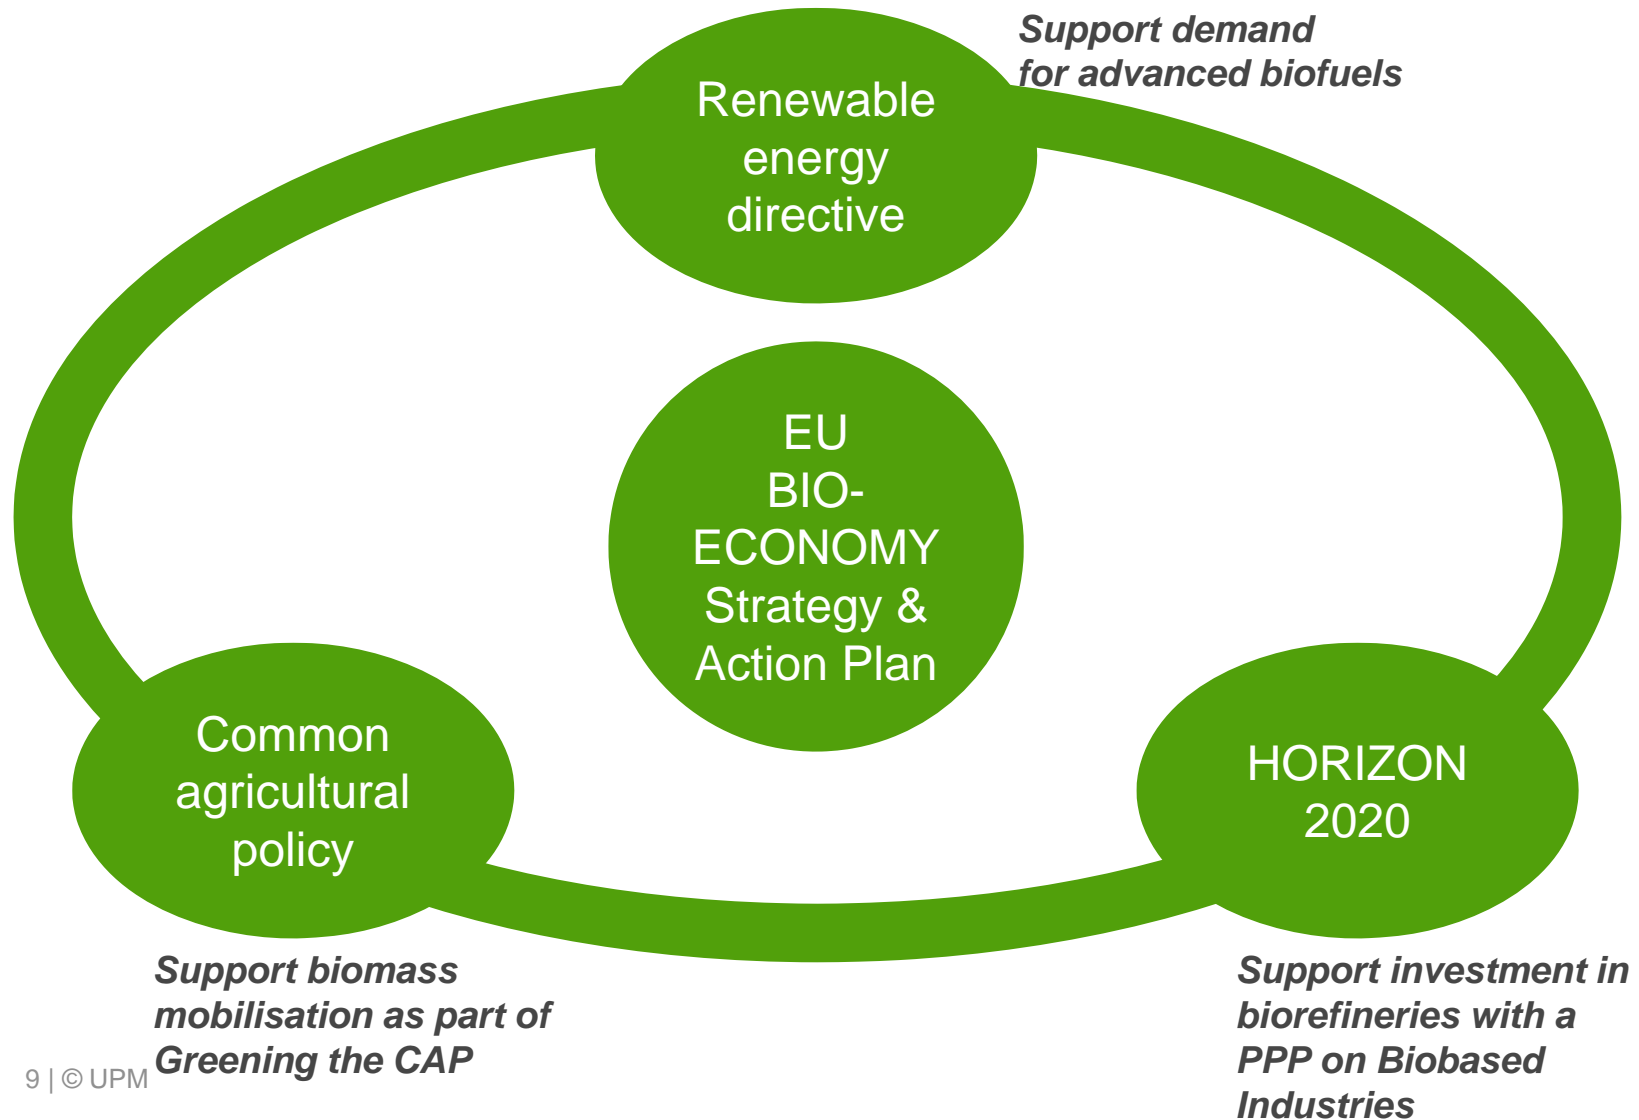 Support demand
for advanced biofuels
Renewable
energy
directive
EU
BIO-
ECONOMY
Strategy &
Action Plan
Common
agricultural
policy
HORIZON
2020
Support biomass
mobilisation as part of
Greening the CAP
Support investment in
biorefineries with a
PPP on Biobased
Industries
9 | © UPM